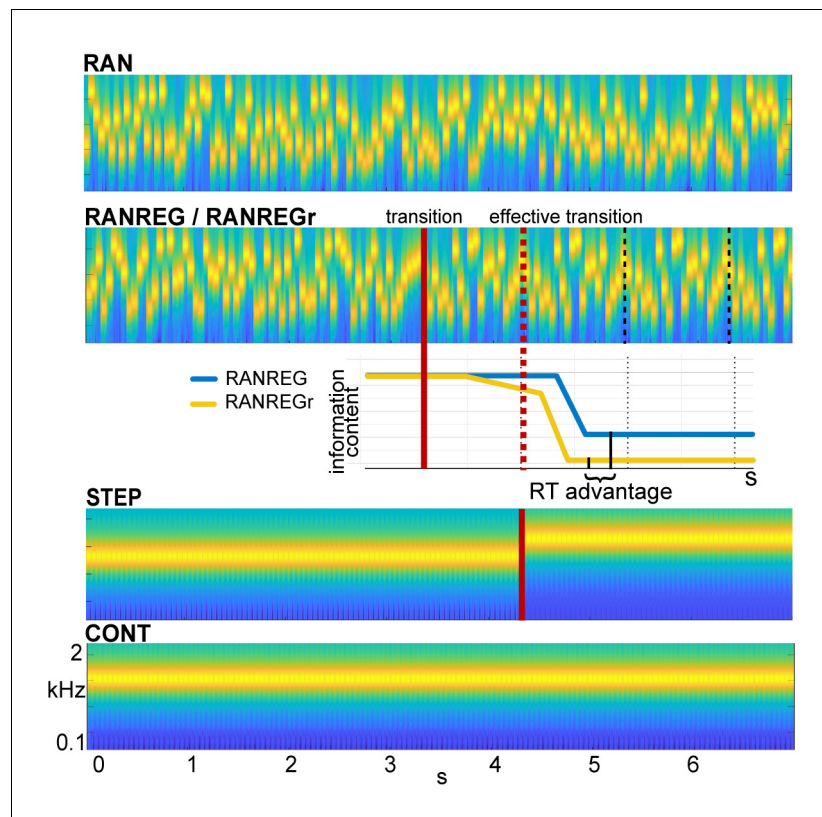 RAN
RANREG / RANREGr
transition
effective transition
RANREG
RANREGr
information
content
s
RT advantage
STEP
CONT
2
kHz
0.1
0 1 2 3 4 5 6
s